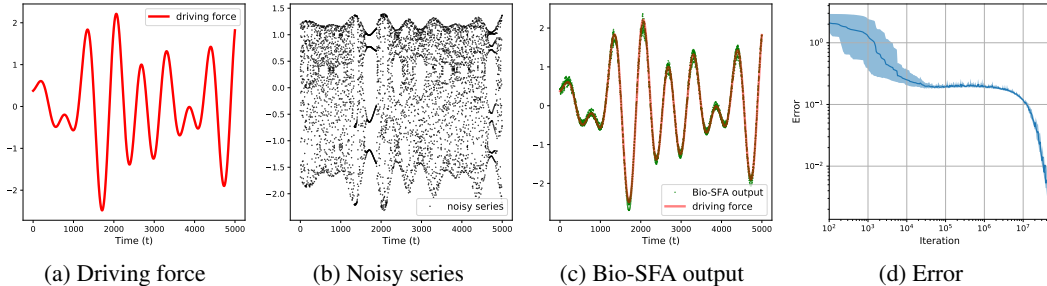 driving force
2
1
0
−1
−2
0 1000 2000 3000 4000 5000
Time (t)
(a) Driving force
1.5
1.0
0.5
0.0
−0.5
−1.0
−1.5
−2.0
noisy series
0 1000 2000 3000 4000 5000
Time (t)
(b) Noisy series
2
1
0
−1
−2
Bio-SFA output
driving force
0 1000 2000 3000 4000 5000
Time (t)
(c) Bio-SFA output
Error
10⁰
10⁻¹
10⁻²
10² 10³ 10⁴ 10⁵ 10⁶ 10⁷
Iteration
(d) Error